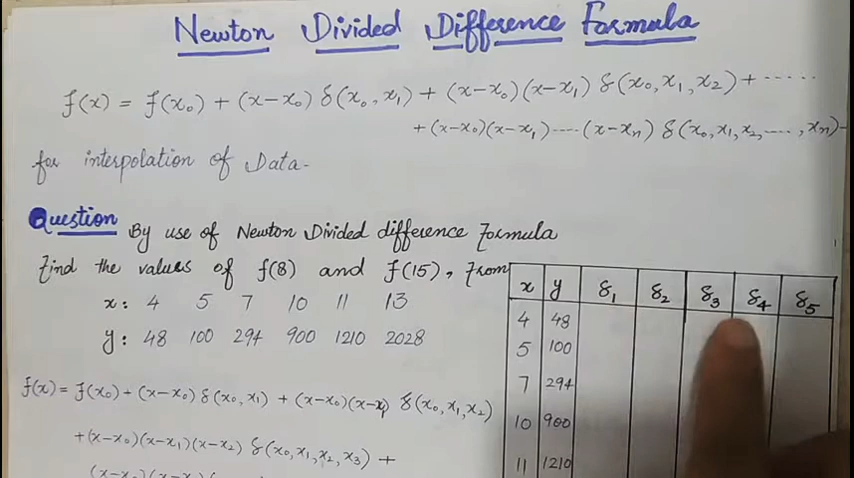 Newton Divided Difference Formula
f(x) = f(x₀) + (x-x₀) δ(x₀, x₁) + (x-x₀)(x-x₁) δ(x₀, x₁, x₂) + ......
+ (x-x₀)(x-x₁)----(x-xₙ) δ(x₀, x₁, x₂, ----, xₙ)-
for interpolation of Data-
Question By use of Newton Divided difference Formula
Find the values of f(8) and f(15), From
x: 4 5 7 10 11 13
y: 48 100 294 900 1210 2028
f(x) = f(x₀) + (x-x₀) δ(x₀, x₁) + (x-x₀)(x-x₁) δ(x₀, x₁, x₂)
+ (x-x₀)(x-x₁)(x-x₂) δ(x₀, x₁, x₂, x₃) +
x y δ₁ δ₂ δ₃ δ₄ δ₅
4 48
5 100
7 294
10 900
11 1210